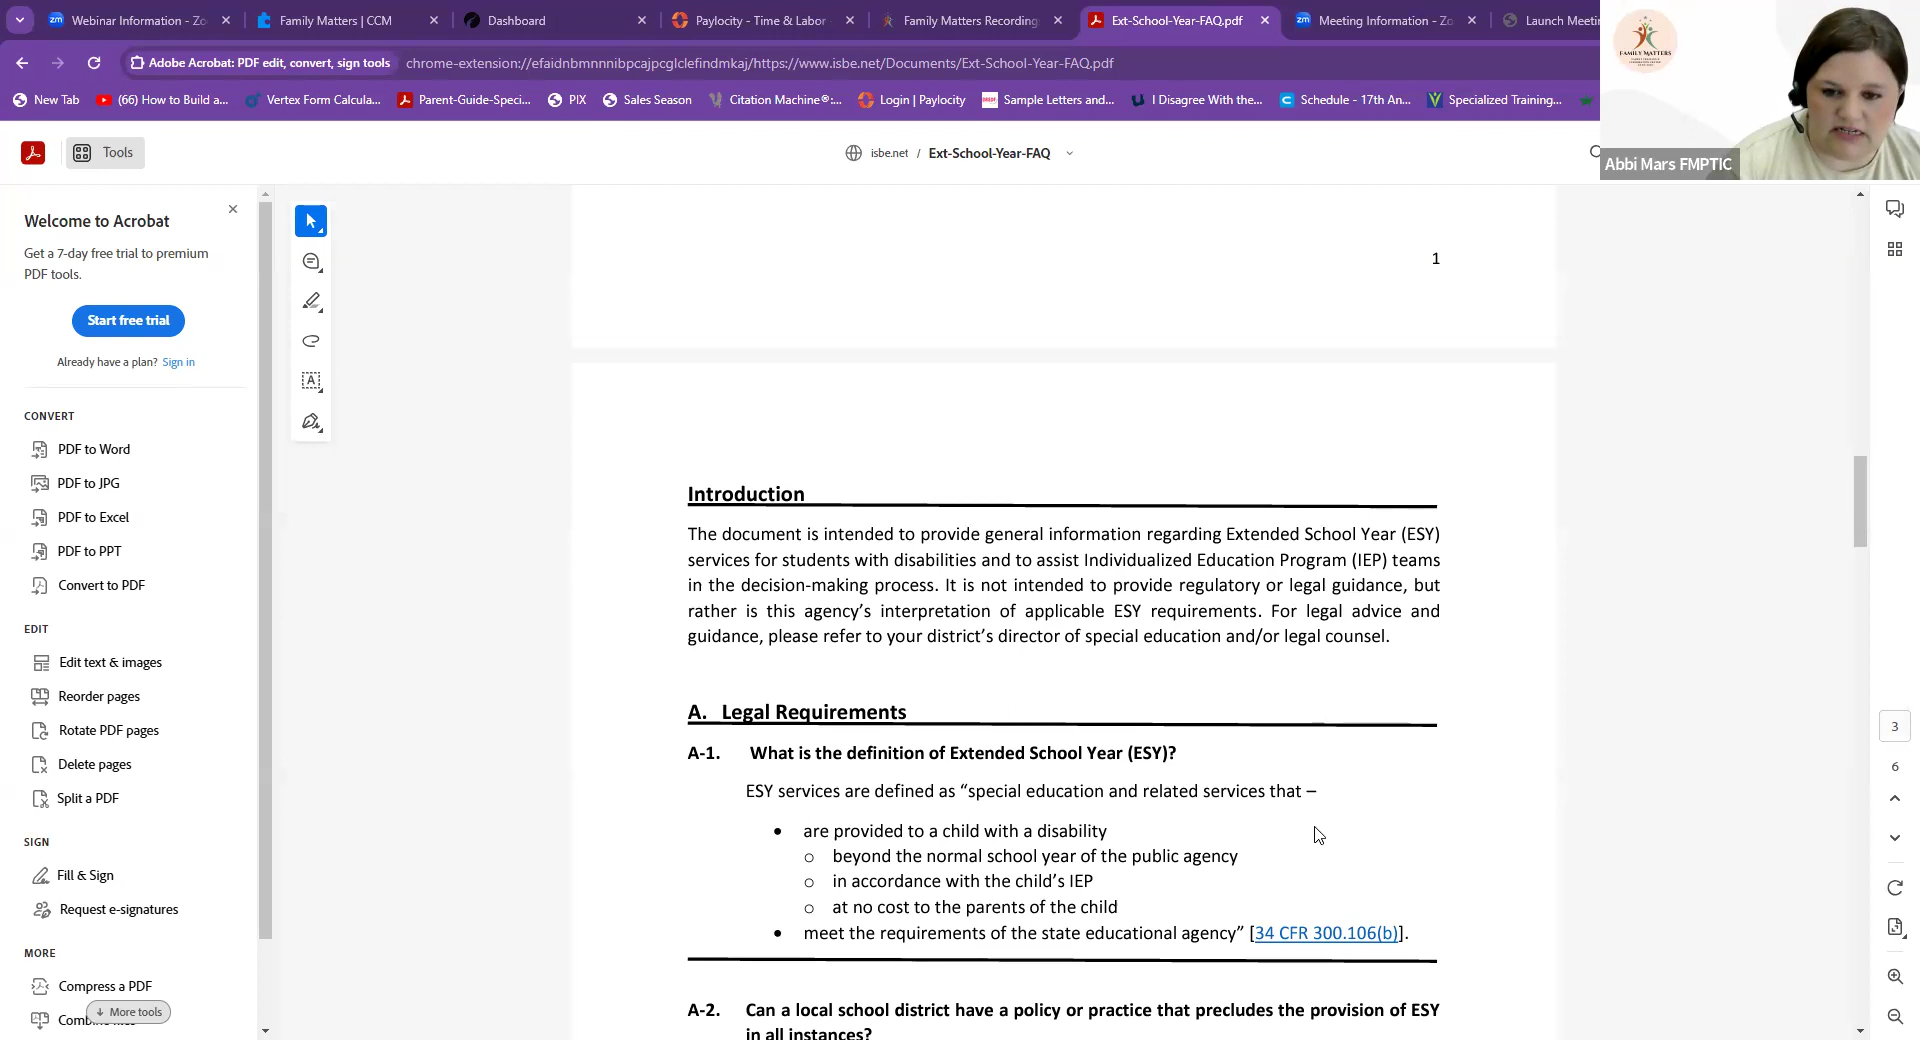 Webinar Information - Zo
Family Matters | CCM
Dashboard
Paylocity - Time & Labor
Family Matters Recording
Ext-School-Year-FAQ.pdf
Meeting Information - Zo
Launch Meeti
Adobe Acrobat: PDF edit, convert, sign tools
chrome-extension://efaidnbmnnnibpcajpcglclefindmkaj/https://www.isbe.net/Documents/Ext-School-Year-FAQ.pdf
New Tab
(66) How to Build a...
Vertex Form Calcula...
Parent-Guide-Speci...
PIX
Sales Season
Citation Machine®:...
Login | Paylocity
Sample Letters and...
I Disagree With the...
Schedule - 17th An...
Specialized Training...
FAMILY MATTERS
Abbi Mars FMPTIC
Tools
isbe.net / Ext-School-Year-FAQ
Welcome to Acrobat
Get a 7-day free trial to premium
PDF tools.
Start free trial
Already have a plan? Sign in
CONVERT
PDF to Word
PDF to JPG
PDF to Excel
PDF to PPT
Convert to PDF
EDIT
Edit text & images
Reorder pages
Rotate PDF pages
Delete pages
Split a PDF
SIGN
Fill & Sign
Request e-signatures
MORE
Compress a PDF
More tools
1
Introduction
The document is intended to provide general information regarding Extended School Year (ESY)
services for students with disabilities and to assist Individualized Education Program (IEP) teams
in the decision-making process. It is not intended to provide regulatory or legal guidance, but
rather is this agency's interpretation of applicable ESY requirements. For legal advice and
guidance, please refer to your district's director of special education and/or legal counsel.
A. Legal Requirements
A-1. What is the definition of Extended School Year (ESY)?
ESY services are defined as “special education and related services that –
• are provided to a child with a disability
o beyond the normal school year of the public agency
o in accordance with the child's IEP
o at no cost to the parents of the child
• meet the requirements of the state educational agency” [34 CFR 300.106(b)].
A-2. Can a local school district have a policy or practice that precludes the provision of ESY
in all instances?
3
6